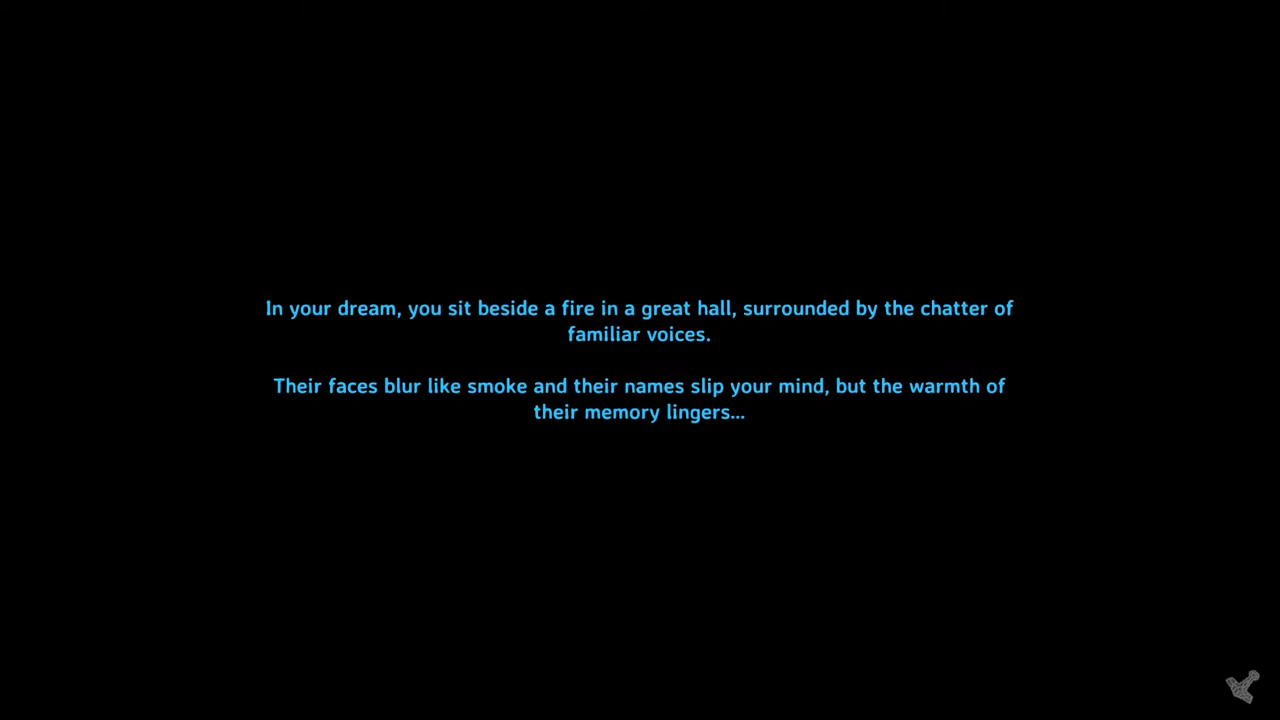 In your dream, you sit beside a fire in a great hall, surrounded by the chatter of
familiar voices.
Their faces blur like smoke and their names slip your mind, but the warmth of
their memory lingers...